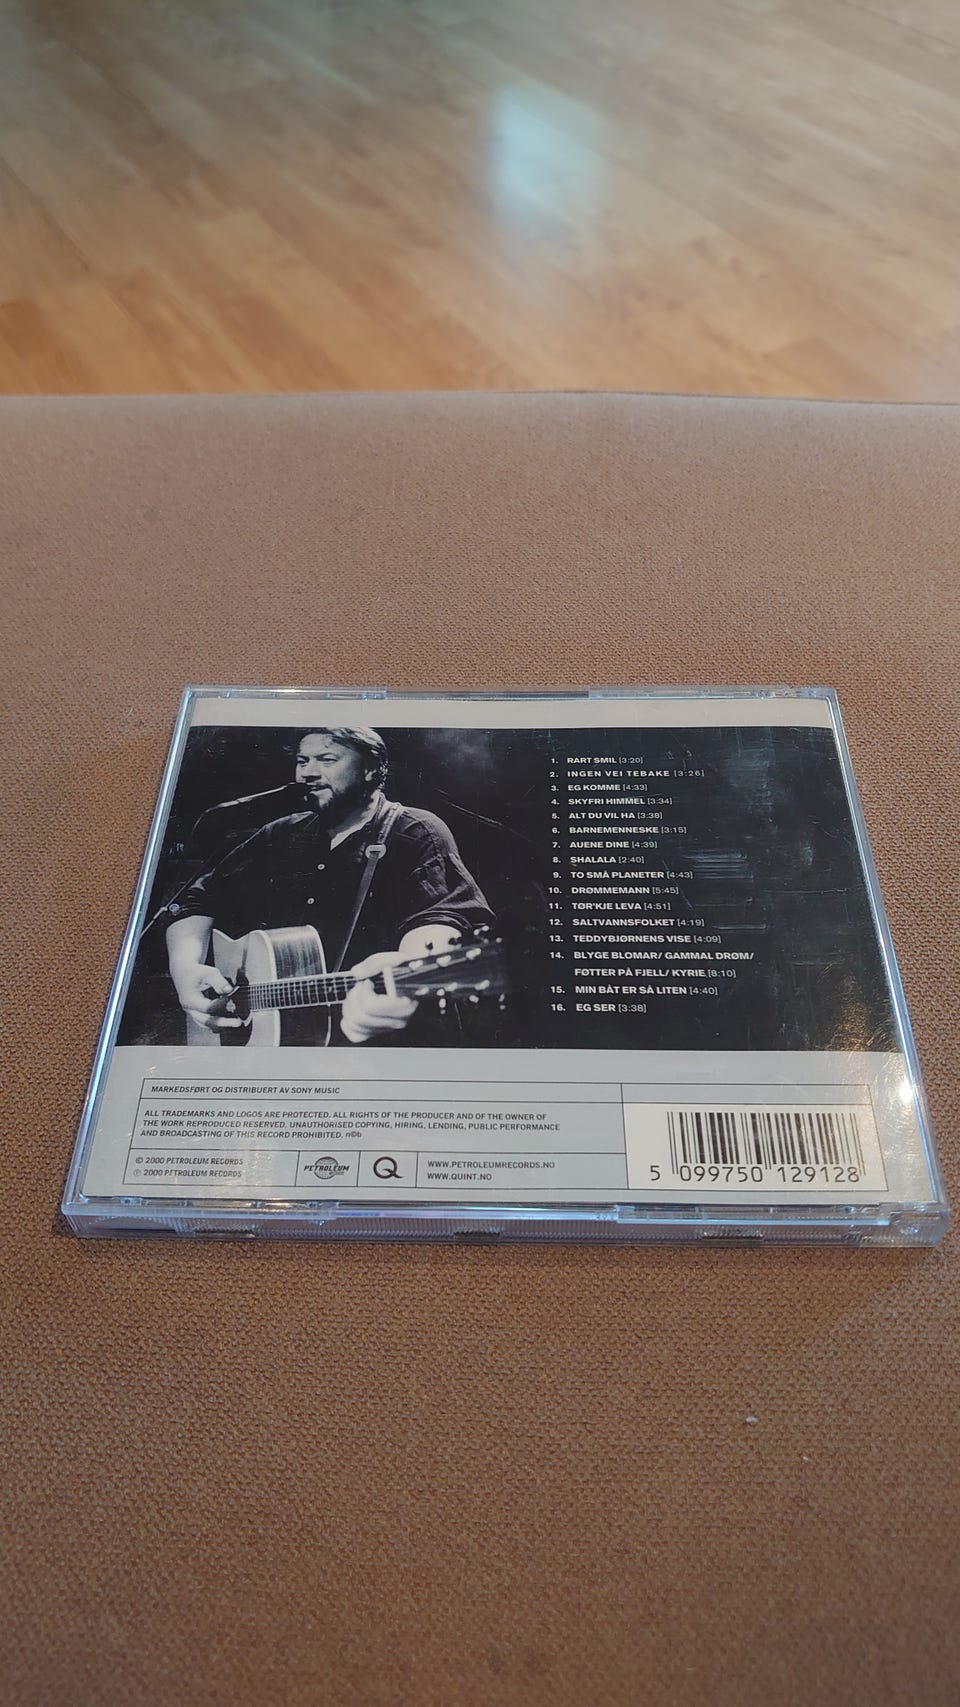 1. RART SMIL [3:20]
2. INGEN VEI TEBAKE [3:26]
3. EG KOMME [4:33]
4. SKYFRI HIMMEL [3:34]
5. ALT DU VIL HA [3:38]
6. BARNEMENNESKE [3:15]
7. AUENE DINE [4:39]
8. SHALALA [2:40]
9. TO SMÅ PLANETER [4:43]
10. DRØMMEMANN [5:45]
11. TØR'KJE LEVA [4:51]
12. SALTVANNSFOLKET [4:19]
13. TEDDYBJØRNENS VISE [4:09]
14. BLYGE BLOMAR/ GAMMAL DRØM/
FØTTER PÅ FJELL/ KYRIE [8:10]
15. MIN BÅT ER SÅ LITEN [4:40]
16. EG SER [3:38]
MARKEDSFØRT OG DISTRIBUERT AV SONY MUSIC
ALL TRADEMARKS AND LOGOS ARE PROTECTED. ALL RIGHTS OF THE PRODUCER AND OF THE OWNER OF
THE WORK REPRODUCED RESERVED. UNAUTHORISED COPYING, HIRING, LENDING, PUBLIC PERFORMANCE
AND BROADCASTING OF THIS RECORD PROHIBITED. n©b
© 2000 PETROLEUM RECORDS
℗ 2000 PETROLEUM RECORDS
PETROLEUM
RECORDS
Q
WWW.PETROLEUMRECORDS.NO
WWW.QUINT.NO
5 099750 129128